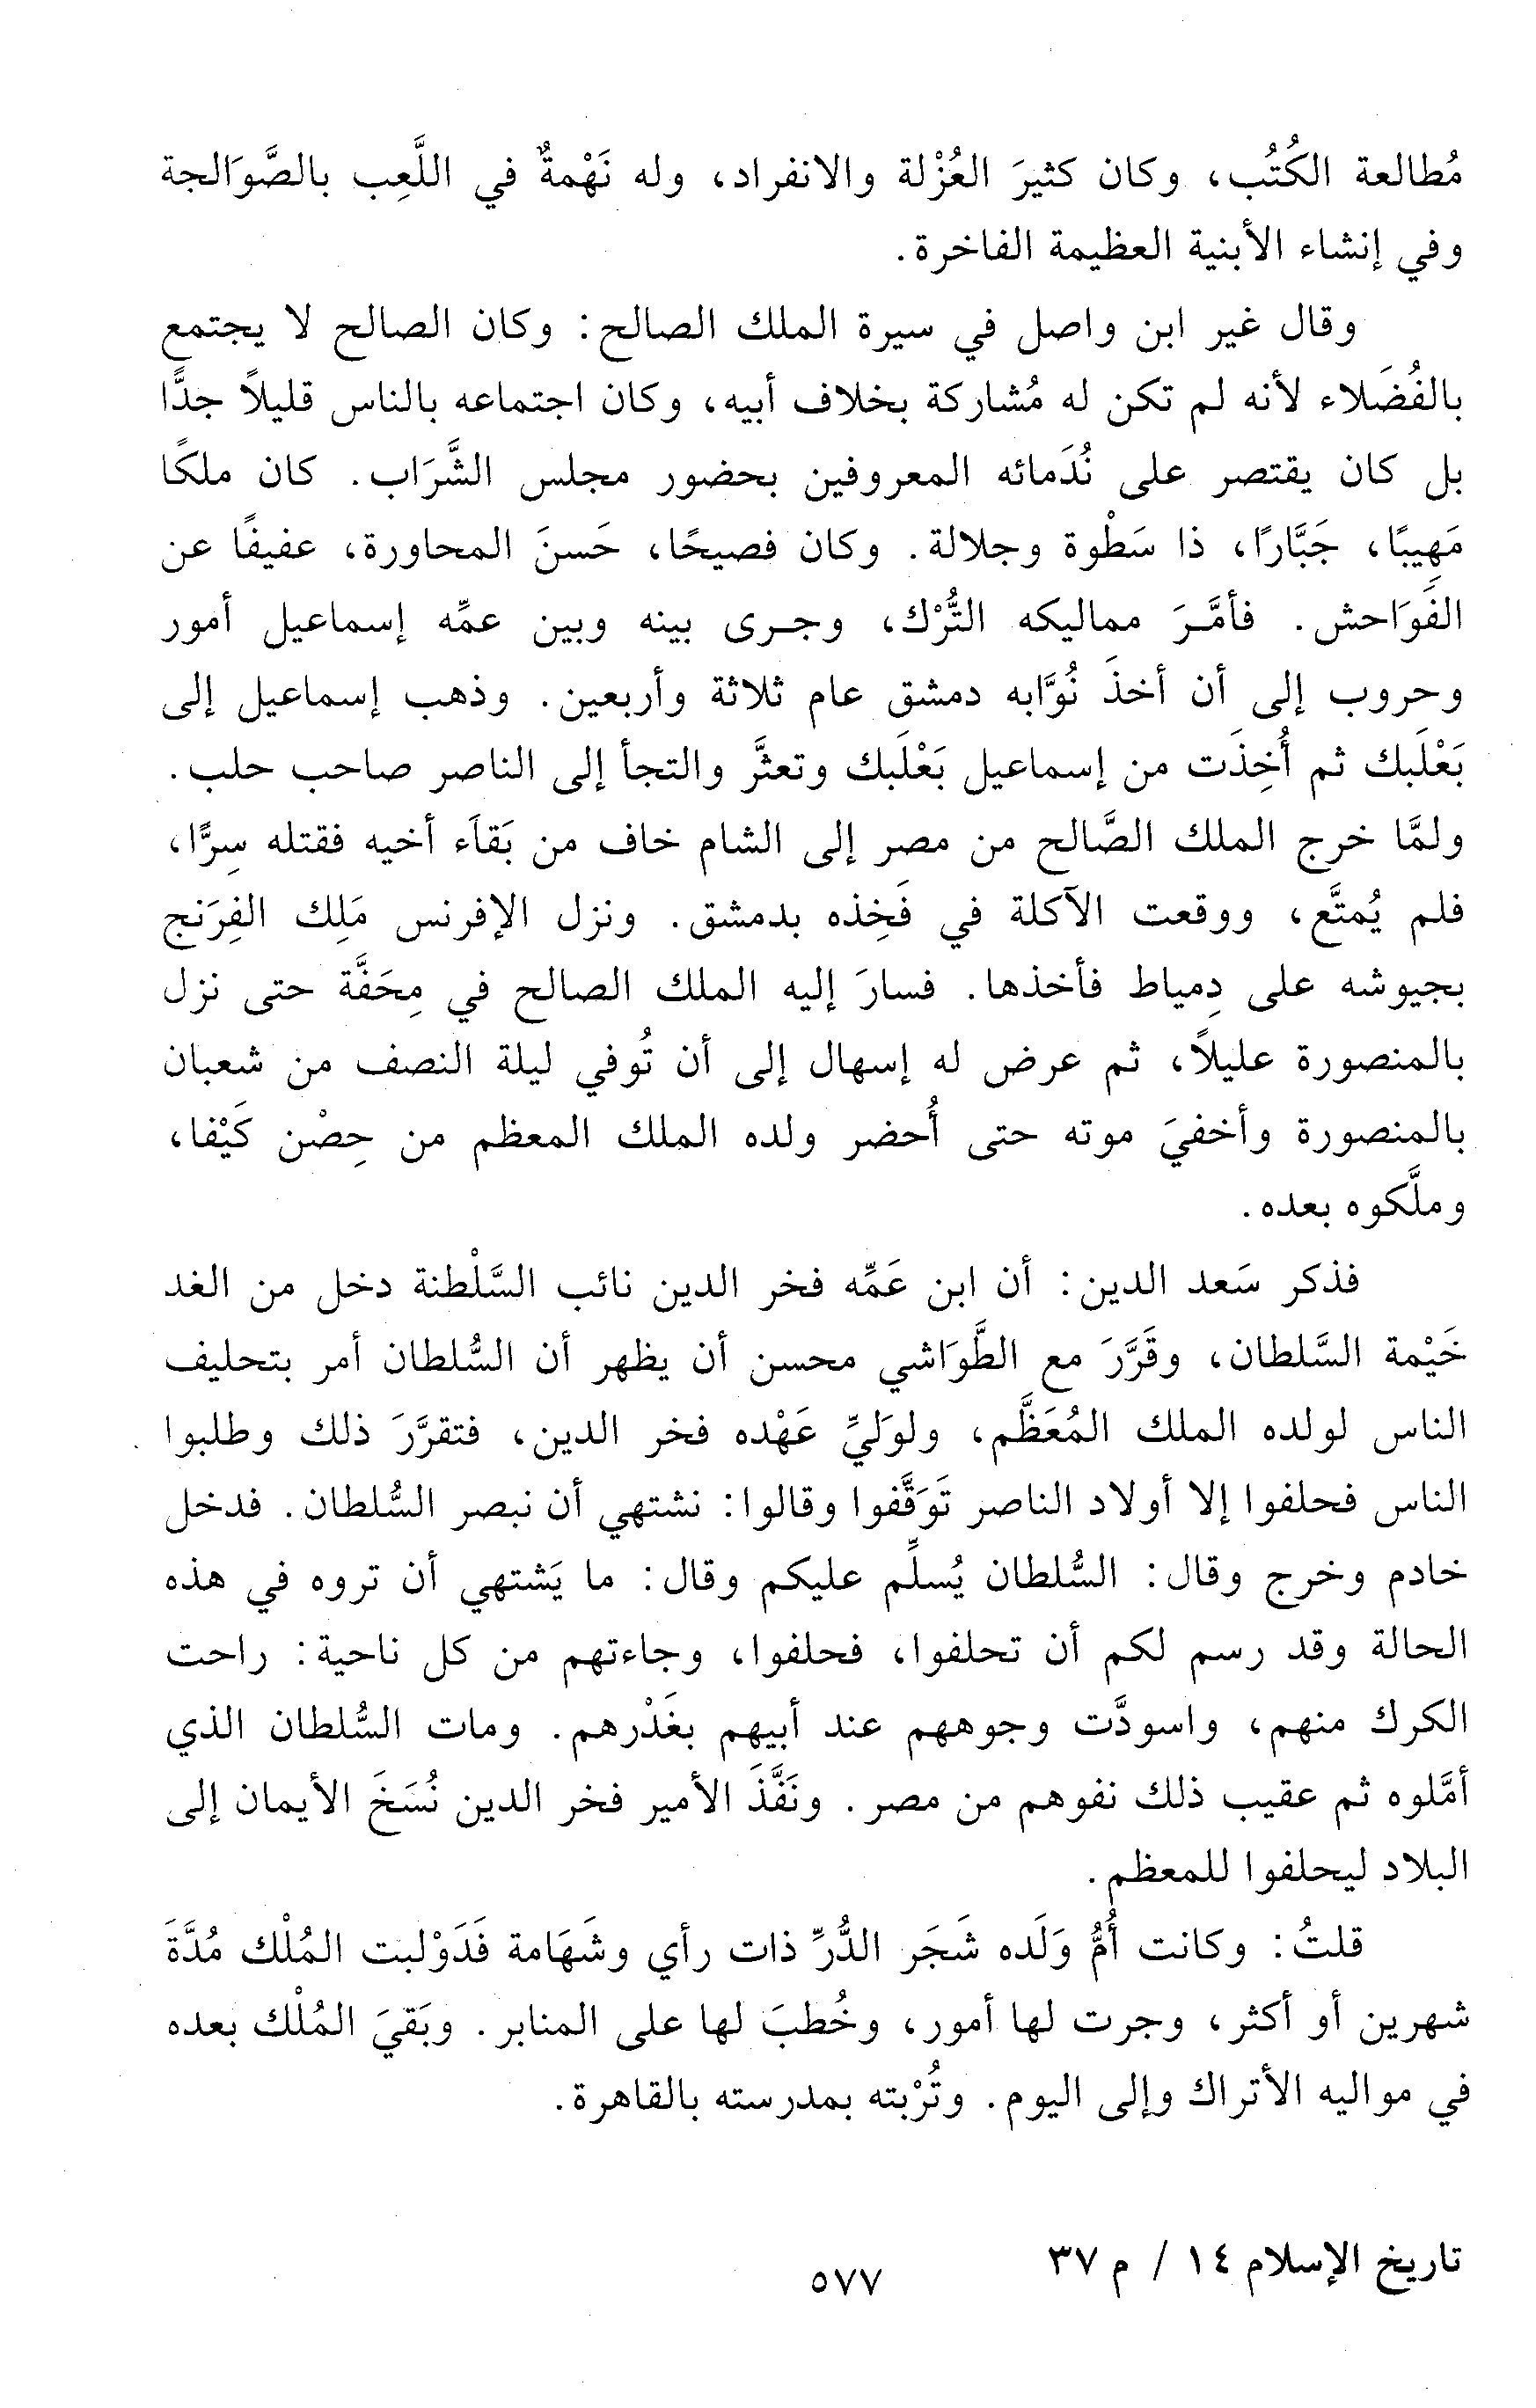 مُطالعة الكُتُب، وكان كثيرَ العُزْلة والانفراد، وله نَهْمةٌ في اللَّعِب بالصَّوَالجة
وفي إنشاء الأبنية العظيمة الفاخرة.
وقال غير ابن واصل في سيرة الملك الصالح: وكان الصالح لا يجتمع
بالفُضَلاء لأنه لم تكن له مُشاركة بخلاف أبيه، وكان اجتماعه بالناس قليلاً جدًّا
بل كان يقتصر على نُدَمائه المعروفين بحضور مجلس الشَّرَاب. كان ملكًا
مَهِيبًا، جَبَّارًا، ذا سَطْوة وجلالة. وكان فصيحًا، حَسنَ المحاورة، عفيفًا عن
الفَوَاحش. فأمَّرَ مماليكه التُّرْك، وجرى بينه وبين عمِّه إسماعيل أمور
وحروب إلى أن أخذَ نُوَّابه دمشق عام ثلاثة وأربعين. وذهب إسماعيل إلى
بَعْلَبك ثم أُخِذَت من إسماعيل بَعْلَبك وتعثَّر والتجأ إلى الناصر صاحب حلب.
ولمَّا خرج الملك الصَّالح من مصر إلى الشام خاف من بَقاَء أخيه فقتله سِرًّا،
فلم يُمتَّع، ووقعت الآكلة في فَخِذه بدمشق. ونزل الإفرنس مَلِك الفِرَنج
بجيوشه على دِمياط فأخذها. فسارَ إليه الملك الصالح في مِحَفَّة حتى نزل
بالمنصورة عليلاً، ثم عرض له إسهال إلى أن تُوفي ليلة النصف من شعبان
بالمنصورة وأخفيَ موته حتى أُحضر ولده الملك المعظم من حِصْن كَيْفا،
وملَّكوه بعده.
فذكر سَعد الدين: أن ابن عَمِّه فخر الدين نائب السَّلْطنة دخل من الغد
خَيْمة السَّلطان، وقَرَّرَ مع الطَّوَاشي محسن أن يظهر أن السُّلطان أمر بتحليف
الناس لولده الملك المُعَظَّم، ولوَليِّ عَهْده فخر الدين، فتقرَّرَ ذلك وطلبوا
الناس فحلفوا إلا أولاد الناصر تَوَقَّفوا وقالوا: نشتهي أن نبصر السُّلطان. فدخل
خادم وخرج وقال: السُّلطان يُسلِّم عليكم وقال: ما يَشتهي أن تروه في هذه
الحالة وقد رسم لكم أن تحلفوا، فحلفوا، وجاءتهم من كل ناحية: راحت
الكرك منهم، واسودَّت وجوههم عند أبيهم بغَدْرهم. ومات السُّلطان الذي
أمَّلوه ثم عقيب ذلك نفوهم من مصر. ونَفَّذَ الأمير فخر الدين نُسَخَ الأيمان إلى
البلاد ليحلفوا للمعظم.
قلتُ: وكانت أُمُّ وَلَده شَجَر الدُّرِّ ذات رأي وشَهَامة فَدَوْلبت المُلْك مُدَّةَ
شهرين أو أكثر، وجرت لها أمور، وخُطبَ لها على المنابر. وبَقيَ المُلْك بعده
في مواليه الأتراك وإلى اليوم. وتُرْبته بمدرسته بالقاهرة.
تاريخ الإسلام ١٤ / م ٣٧
٥٧٧